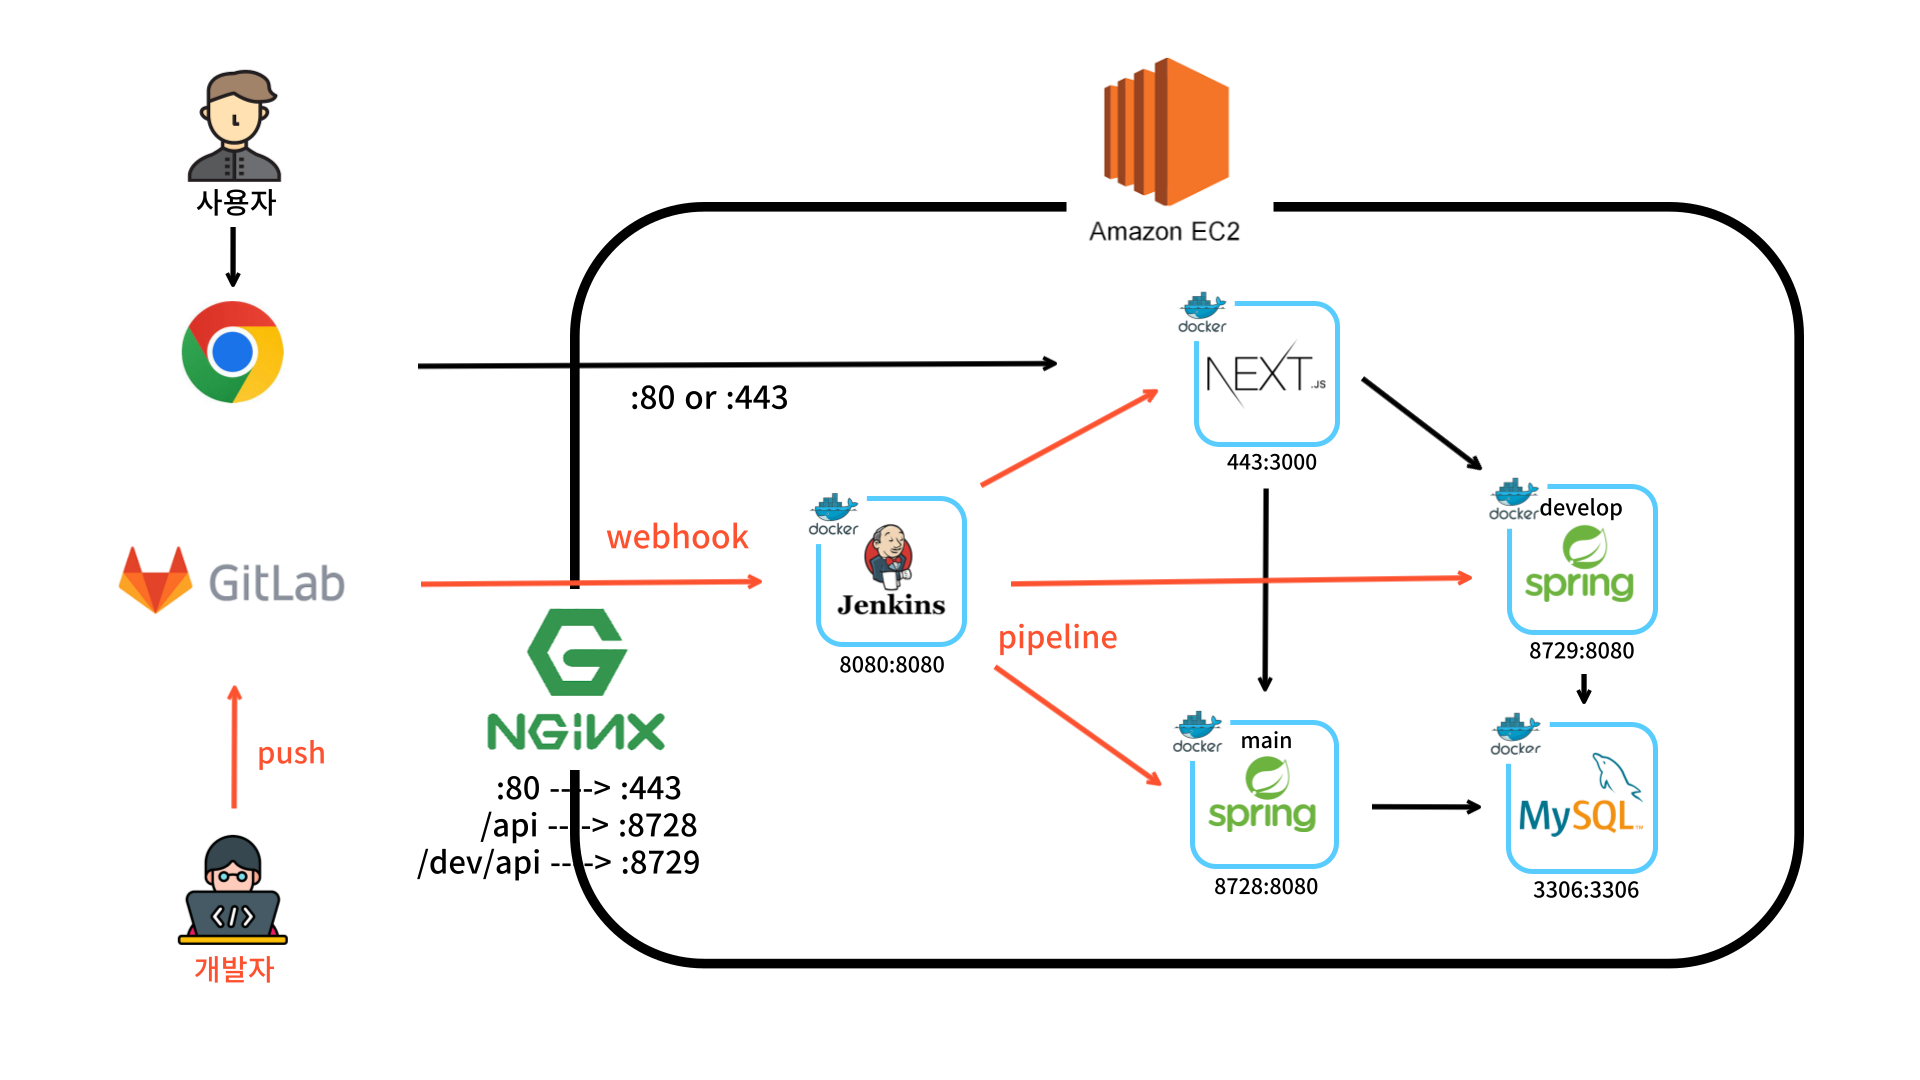 사용자
Amazon EC2
docker
NEXT.JS
:80 or :443
443:3000
webhook
docker
Jenkins
8080:8080
docker
develop
spring
8729:8080
GitLab
pipeline
NGiNX
:80 ----> :443
/api ----> :8728
/dev/api ----> :8729
push
docker
main
spring
8728:8080
docker
MySQL™
3306:3306
</>
개발자